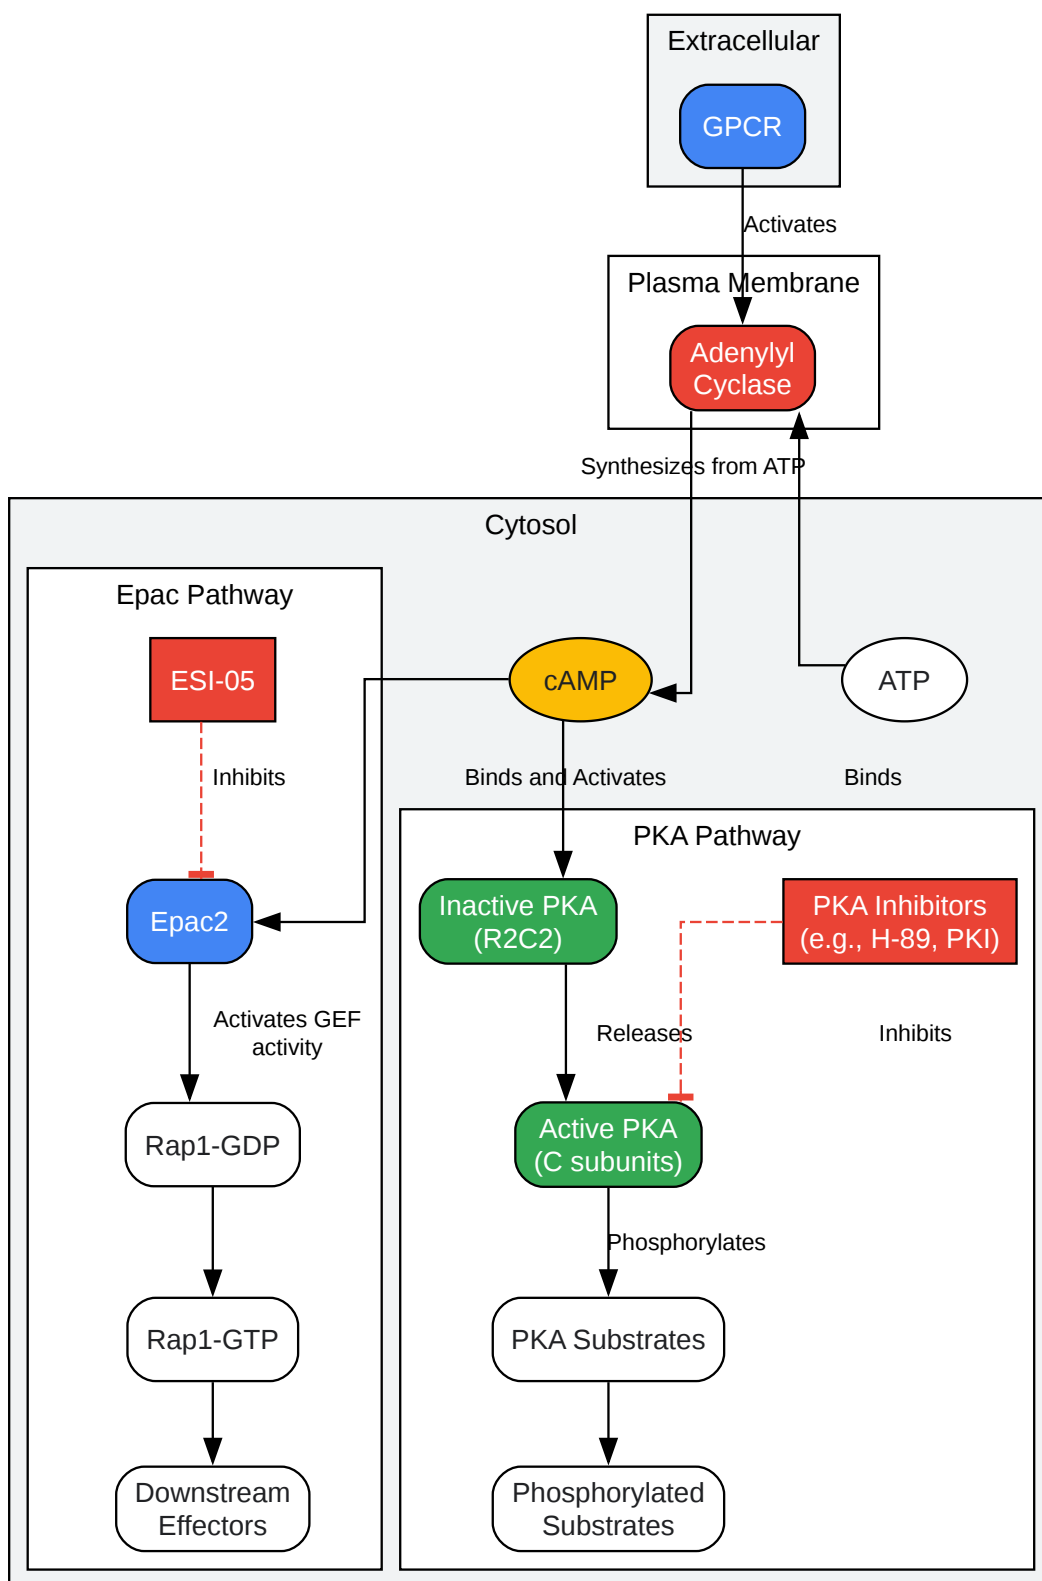 Extracellular
GPCR
Activates
Plasma Membrane
Adenylyl
Cyclase
Synthesizes from ATP
Cytosol
Epac Pathway
ESI-05
cAMP
ATP
Inhibits
Binds and Activates
Binds
PKA Pathway
Epac2
Inactive PKA
(R2C2)
PKA Inhibitors
(e.g., H-89, PKI)
Activates GEF
activity
Releases
Inhibits
Rap1-GDP
Active PKA
(C subunits)
Phosphorylates
Rap1-GTP
PKA Substrates
Downstream
Effectors
Phosphorylated
Substrates